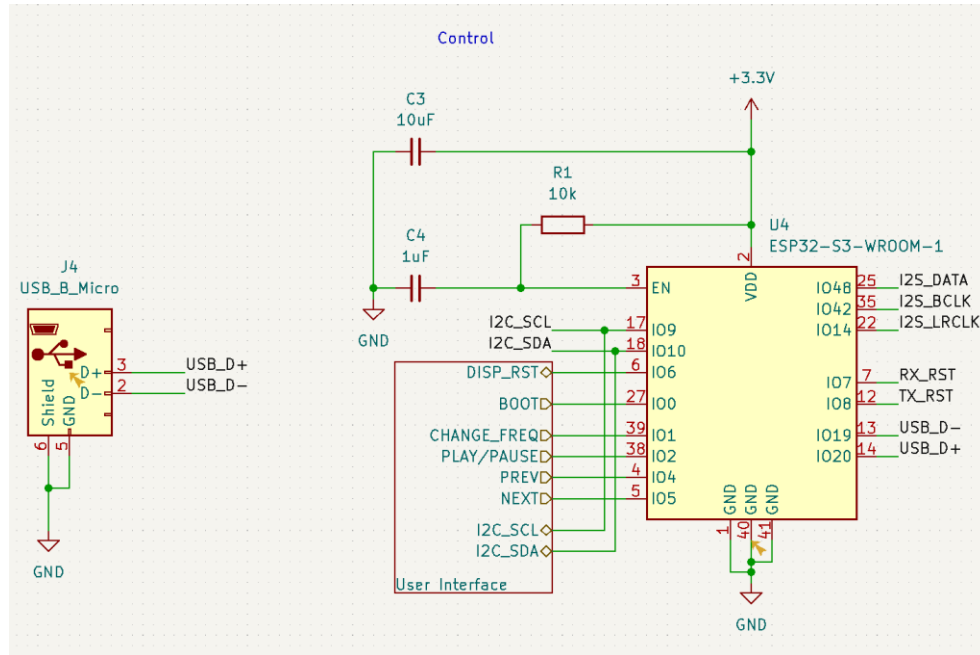 Control
+3.3V
C3
10uF
R1
10k
C4
1uF
GND
U4
ESP32-S3-WROOM-1
2
VDD
3 EN
17 IO9
18 IO10
6 IO6
27 IO0
39 IO1
38 IO2
4 IO4
5 IO5
IO48 25 I2S_DATA
IO42 35 I2S_BCLK
IO14 22 I2S_LRCLK
IO7 7 RX_RST
IO8 12 TX_RST
IO19 13 USB_D-
IO20 14 USB_D+
GND GND GND
1 40 41
GND
I2C_SCL
I2C_SDA
DISP_RST
BOOT
CHANGE_FREQ
PLAY/PAUSE
PREV
NEXT
I2C_SCL
I2C_SDA
User Interface
J4
USB_B_Micro
D+ 3 USB_D+
D- 2 USB_D-
Shield
GND
6 5
GND